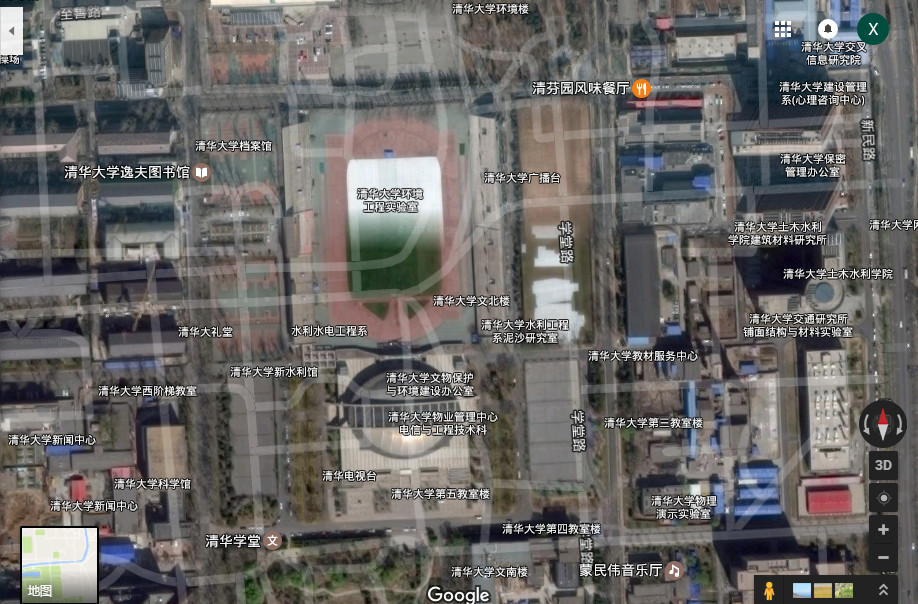 清华大学环境楼
至善路
X
清华大学交叉
信息研究院
操场
清芬园风味餐厅
清华大学建设管理
系(心理咨询中心)
新民路
清华大学档案馆
清华大学逸夫图书馆
清华大学保密
管理办公室
清华大学广播台
清华大学环境
工程实验室
学堂路
清华大学土木水利
学院建筑材料研究所
清华大学
清华大学土木水利学院
清华大学文北楼
清华大礼堂
水利水电工程系
清华大学水利工程
系泥沙研究室
清华大学交通研究所
铺面结构与材料实验室
清华大学教材服务中心
清华大学新水利馆
清华大学文物保护
与环境建设办公室
清华大学西阶梯教室
清华大学物业管理中心
电信与工程技术科
学堂路
清华大学第三教室楼
清华大学新闻中心
3D
清华电视台
清华大学科学馆
清华大学第五教室楼
清华大学新闻中心
清华大学物理
演示实验室
清华大学第四教室楼
清华学堂
文
学堂路
清华大学文南楼
蒙民伟音乐厅
地图
Google